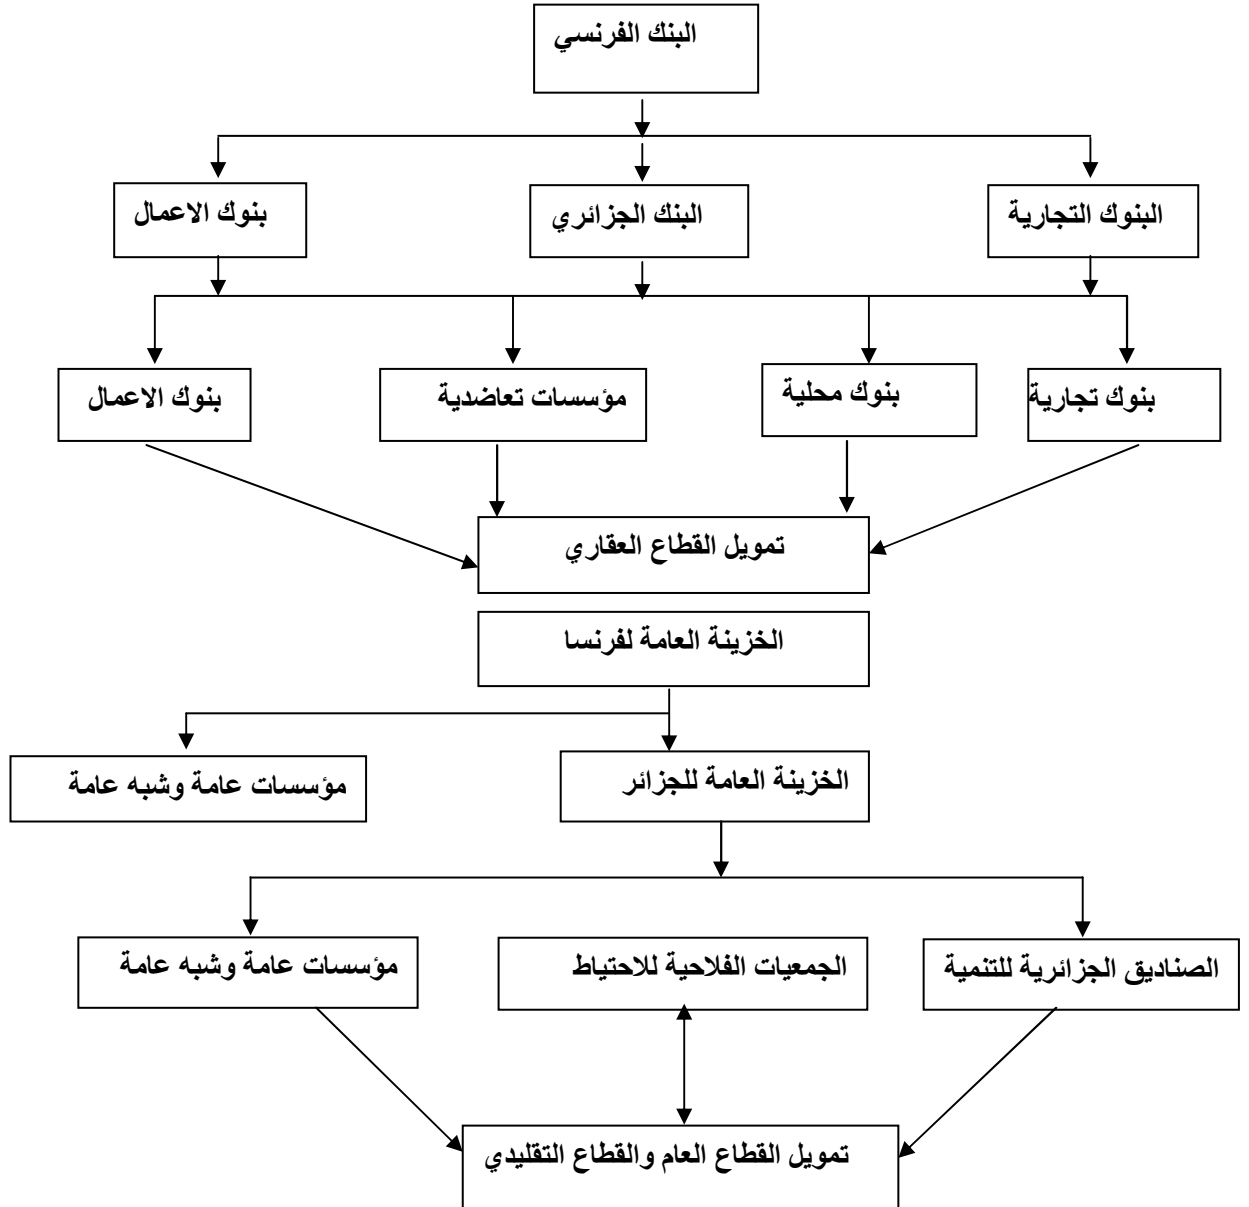 البنك الفرنسي
البنوك التجارية
البنك الجزائري
بنوك الاعمال
بنوك تجارية
بنوك محلية
مؤسسات تعاضدية
بنوك الاعمال
تمويل القطاع العقاري
الخزينة العامة لفرنسا
الخزينة العامة للجزائر
مؤسسات عامة وشبه عامة
الصناديق الجزائرية للتنمية
الجمعيات الفلاحية للاحتياط
مؤسسات عامة وشبه عامة
تمويل القطاع العام والقطاع التقليدي